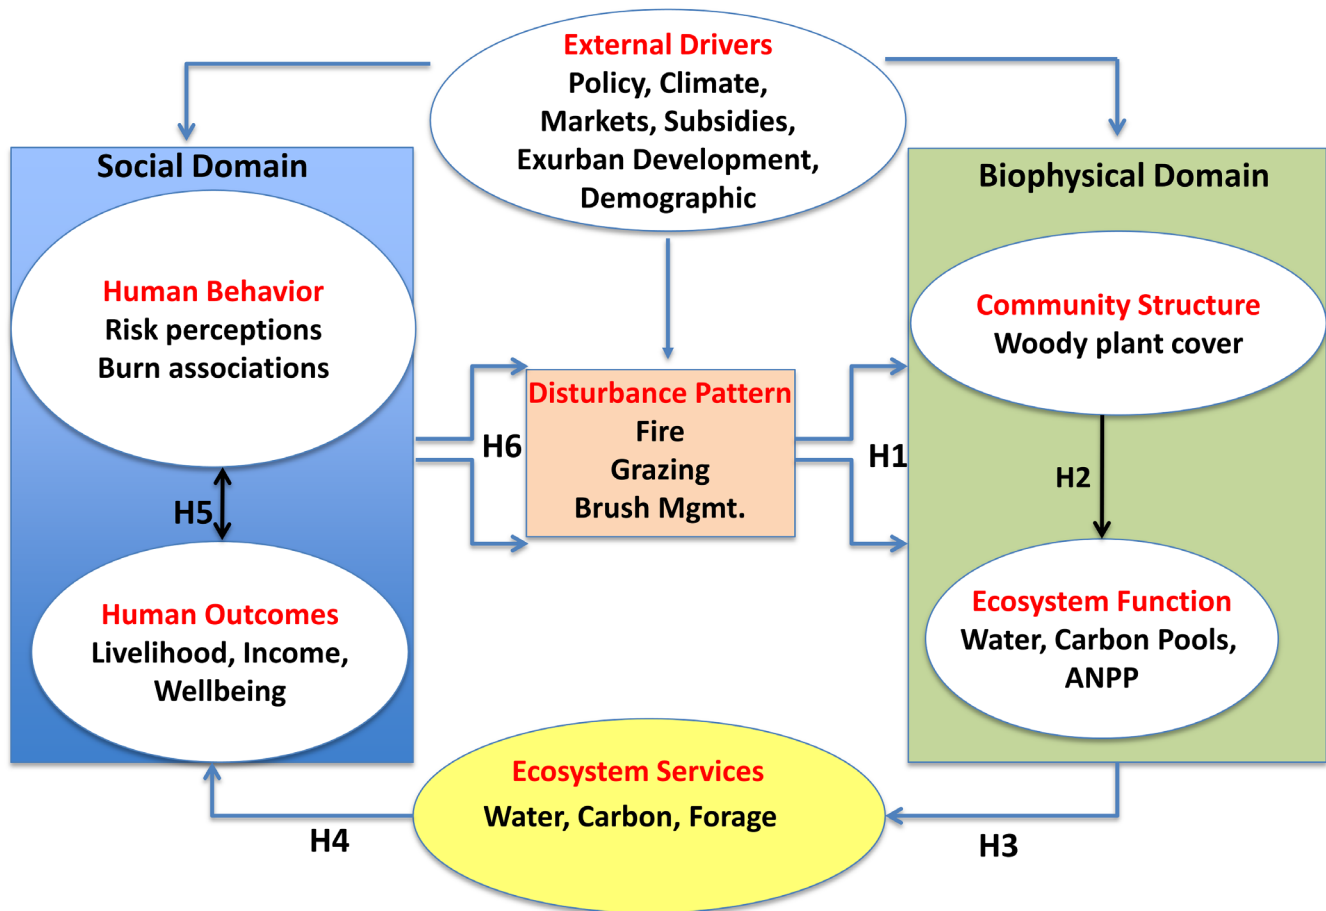 External Drivers
Policy, Climate,
Markets, Subsidies,
Exurban Development,
Demographic
Social Domain
Human Behavior
Risk perceptions
Burn associations
H5
Human Outcomes
Livelihood, Income,
Wellbeing
H6
Disturbance Pattern
Fire
Grazing
Brush Mgmt.
H1
Biophysical Domain
Community Structure
Woody plant cover
H2
Ecosystem Function
Water, Carbon Pools,
ANPP
Ecosystem Services
Water, Carbon, Forage
H4
H3